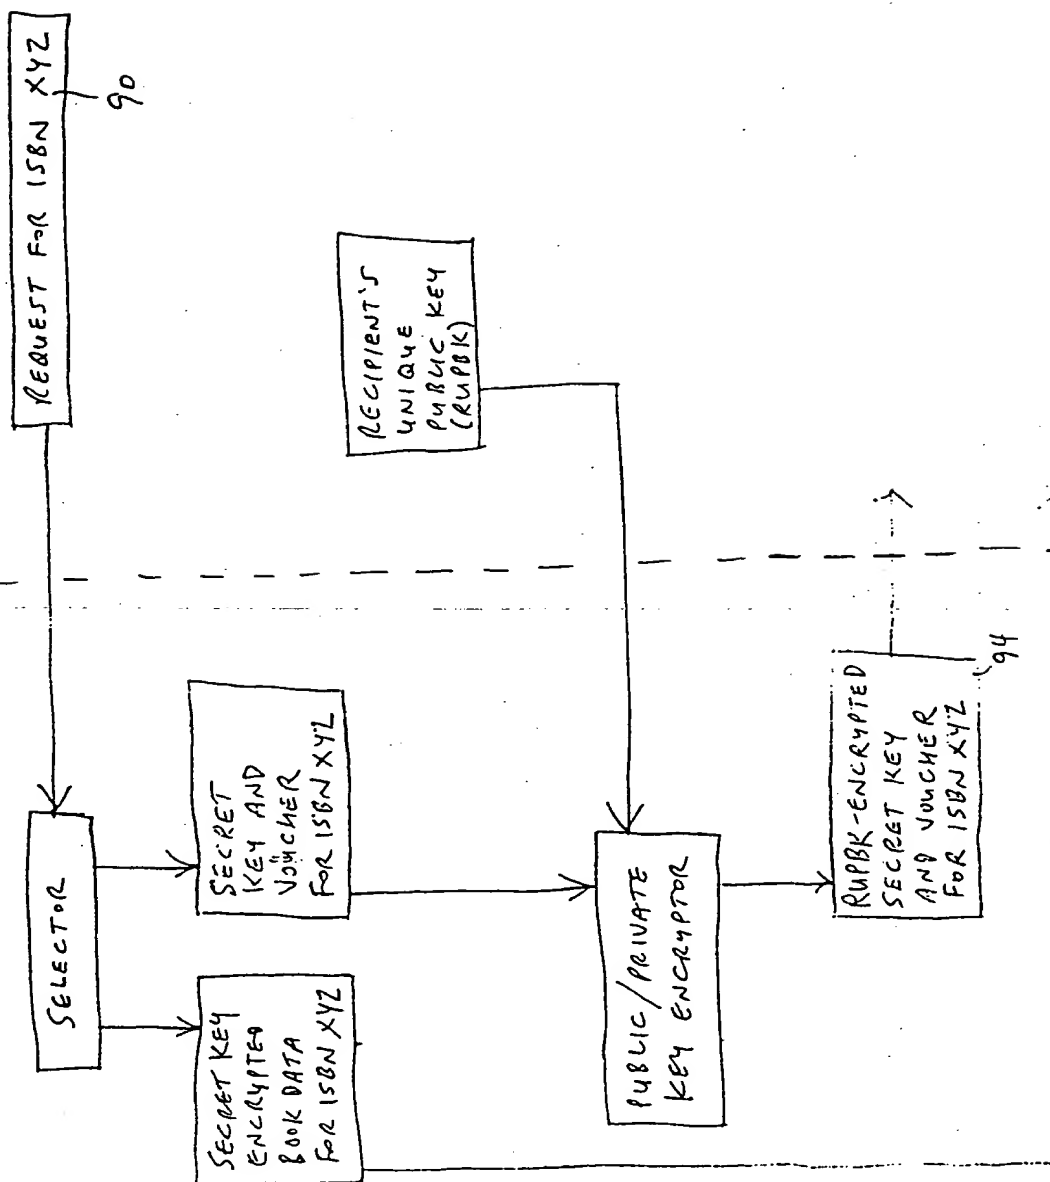 REQUEST FOR ISBN XYZ
90
RECIPIENT'S
UNIQUE
PUBLIC KEY
(RUPBK)
SELECTOR
SECRET
KEY AND
VOUCHER
FOR ISBN XYZ
SECRET KEY
ENCRYPTED
BOOK DATA
FOR ISBN XYZ
PUBLIC/PRIVATE
KEY ENCRYPTOR
RUPBK-ENCRYPTED
SECRET KEY
AND VOUCHER
FOR ISBN XYZ
94